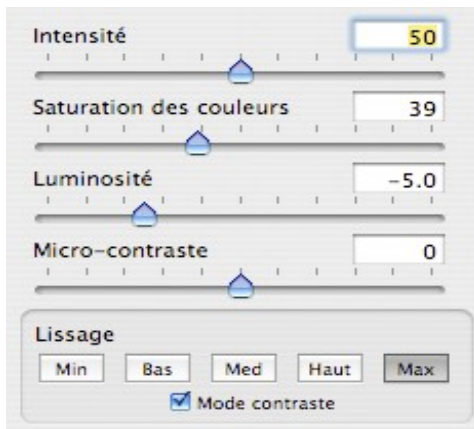 Intensité 50
Saturation des couleurs 39
Luminosité -5.0
Micro-contraste 0
Lissage
Min Bas Med Haut Max
Mode contraste